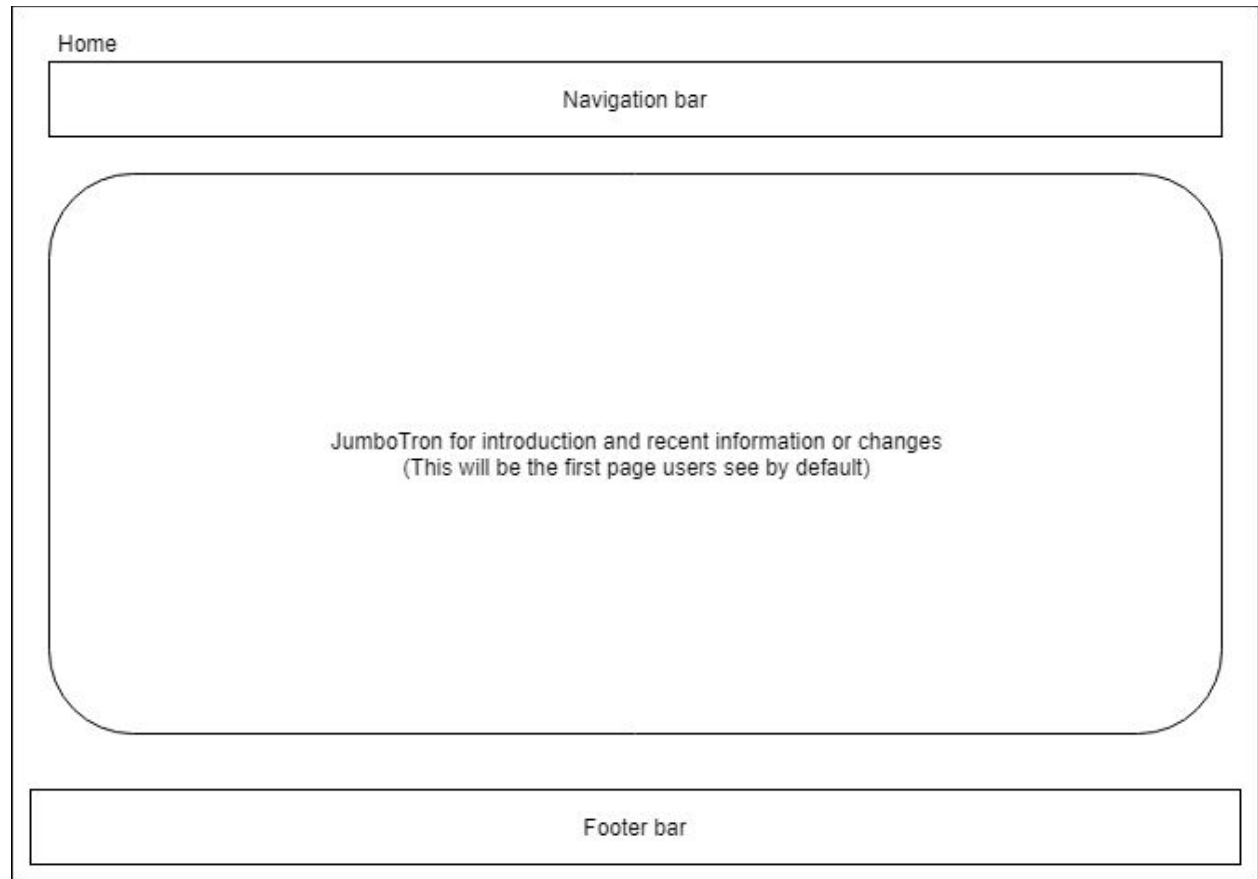 Home
Navigation bar
JumboTron for introduction and recent information or changes
(This will be the first page users see by default)
Footer bar